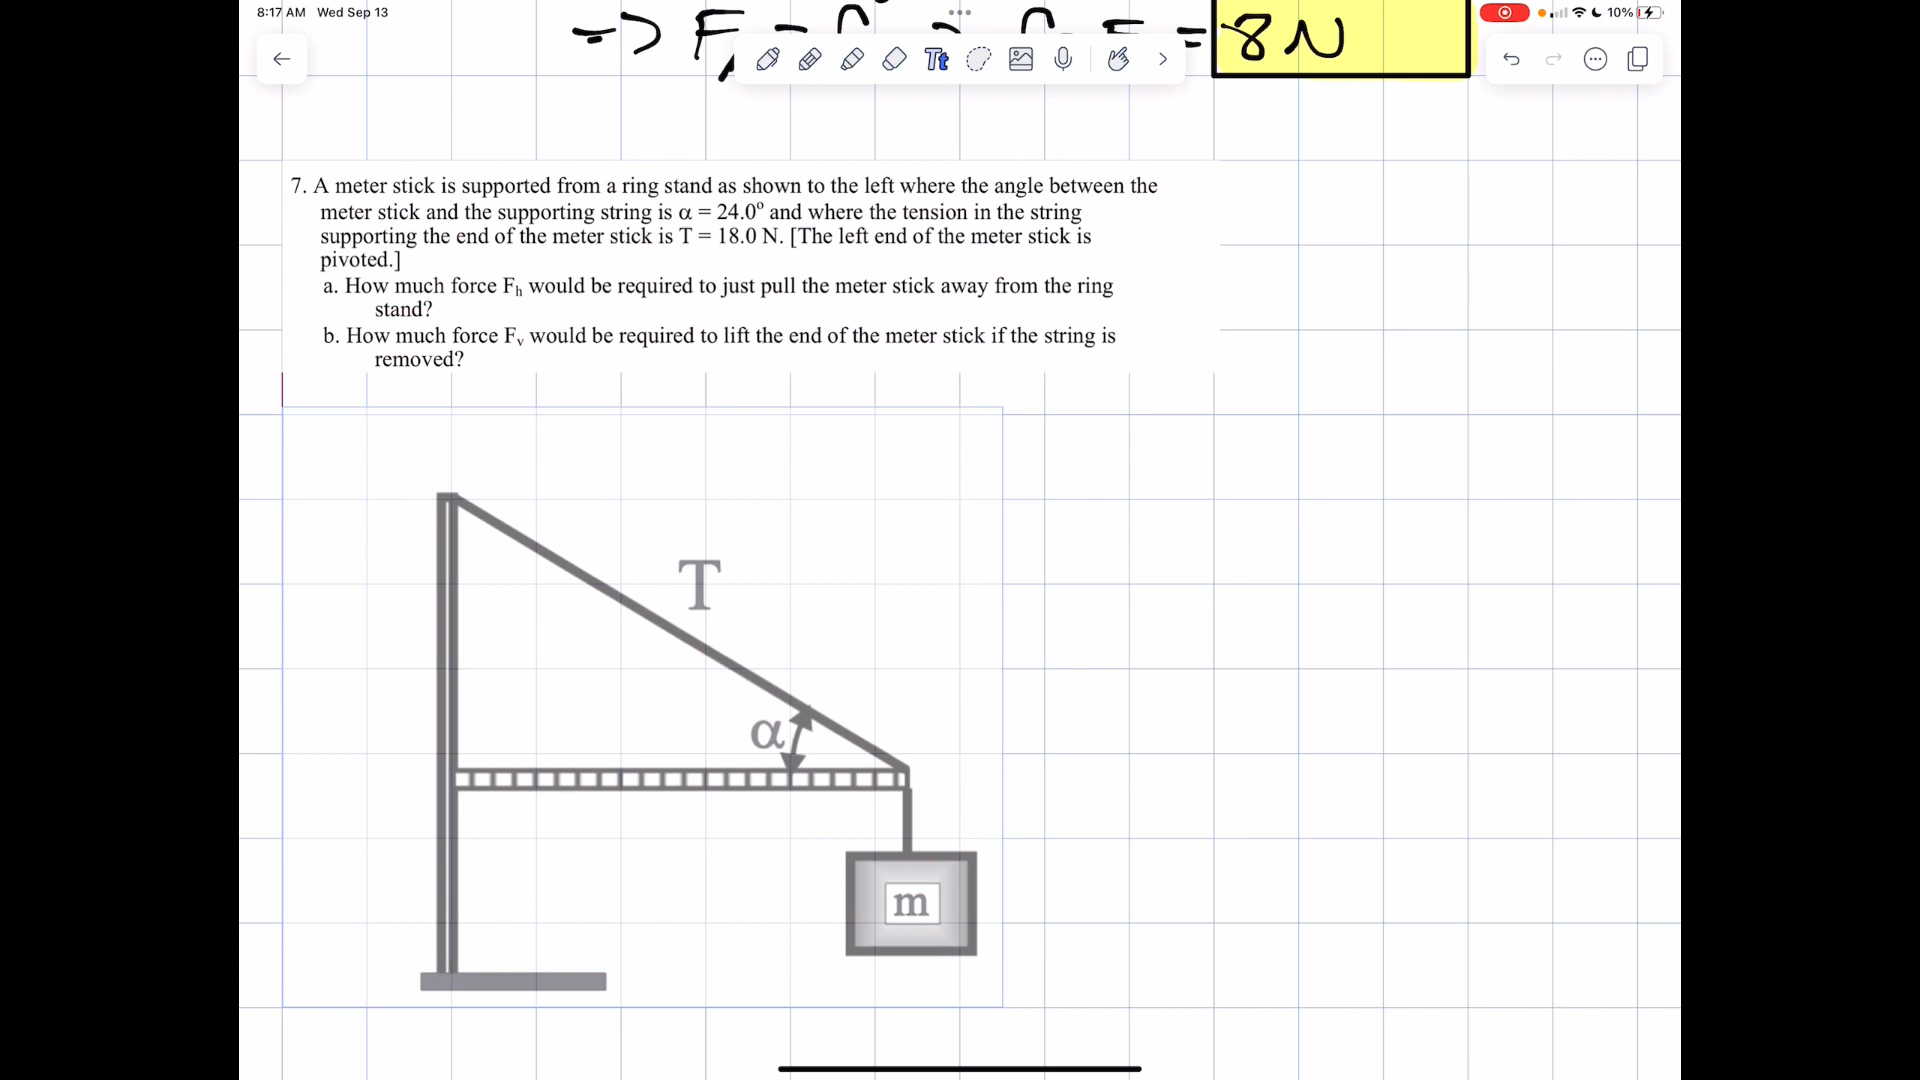 8:17 AM Wed Sep 13
10%
=> F = 8 N
Tt
7. A meter stick is supported from a ring stand as shown to the left where the angle between the
meter stick and the supporting string is α = 24.0º and where the tension in the string
supporting the end of the meter stick is T = 18.0 N. [The left end of the meter stick is
pivoted.]
a. How much force Fₕ would be required to just pull the meter stick away from the ring
stand?
b. How much force Fᵥ would be required to lift the end of the meter stick if the string is
removed?
T
α
m